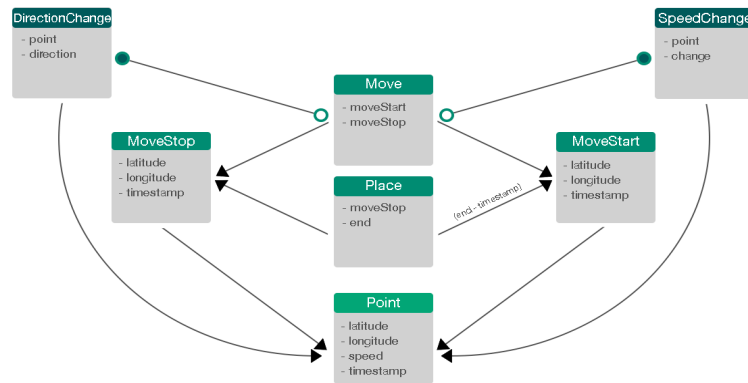 DirectionChange
- point
- direction
SpeedChange
- point
- change
Move
- moveStart
- moveStop
MoveStop
- latitude
- longitude
- timestamp
MoveStart
- latitude
- longitude
- timestamp
Place
- moveStop
- end
(end - timestamp)
Point
- latitude
- longitude
- speed
- timestamp